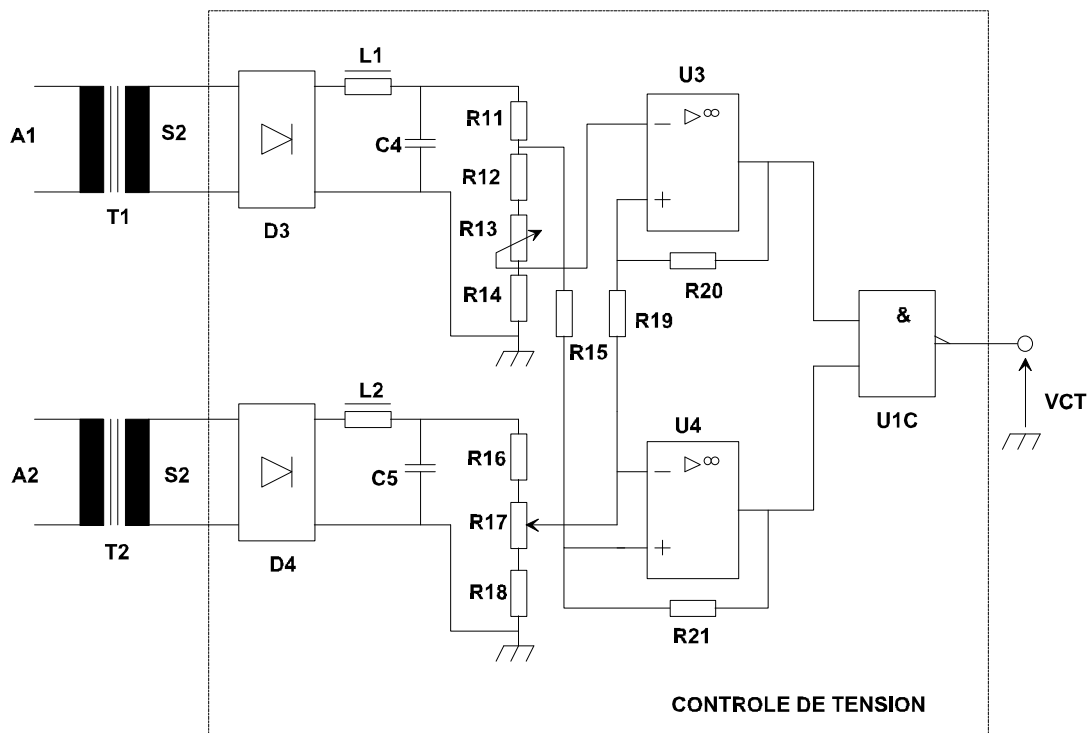 L1
U3
R11
A1
S2
C4
R12
T1
D3
R13
R14
R20
R19
&
R15
L2
VCT
U1C
U4
R16
A2
S2
C5
R17
T2
D4
R18
R21
CONTROLE DE TENSION